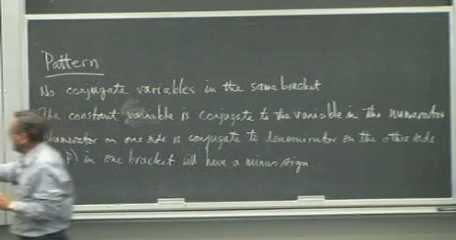 Pattern
No conjugate variables in the same bracket
The constant variable is conjugate to the variable in the numerator
Numerator on one side is conjugate to denominator on the other side
) in one bracket will have a minus sign